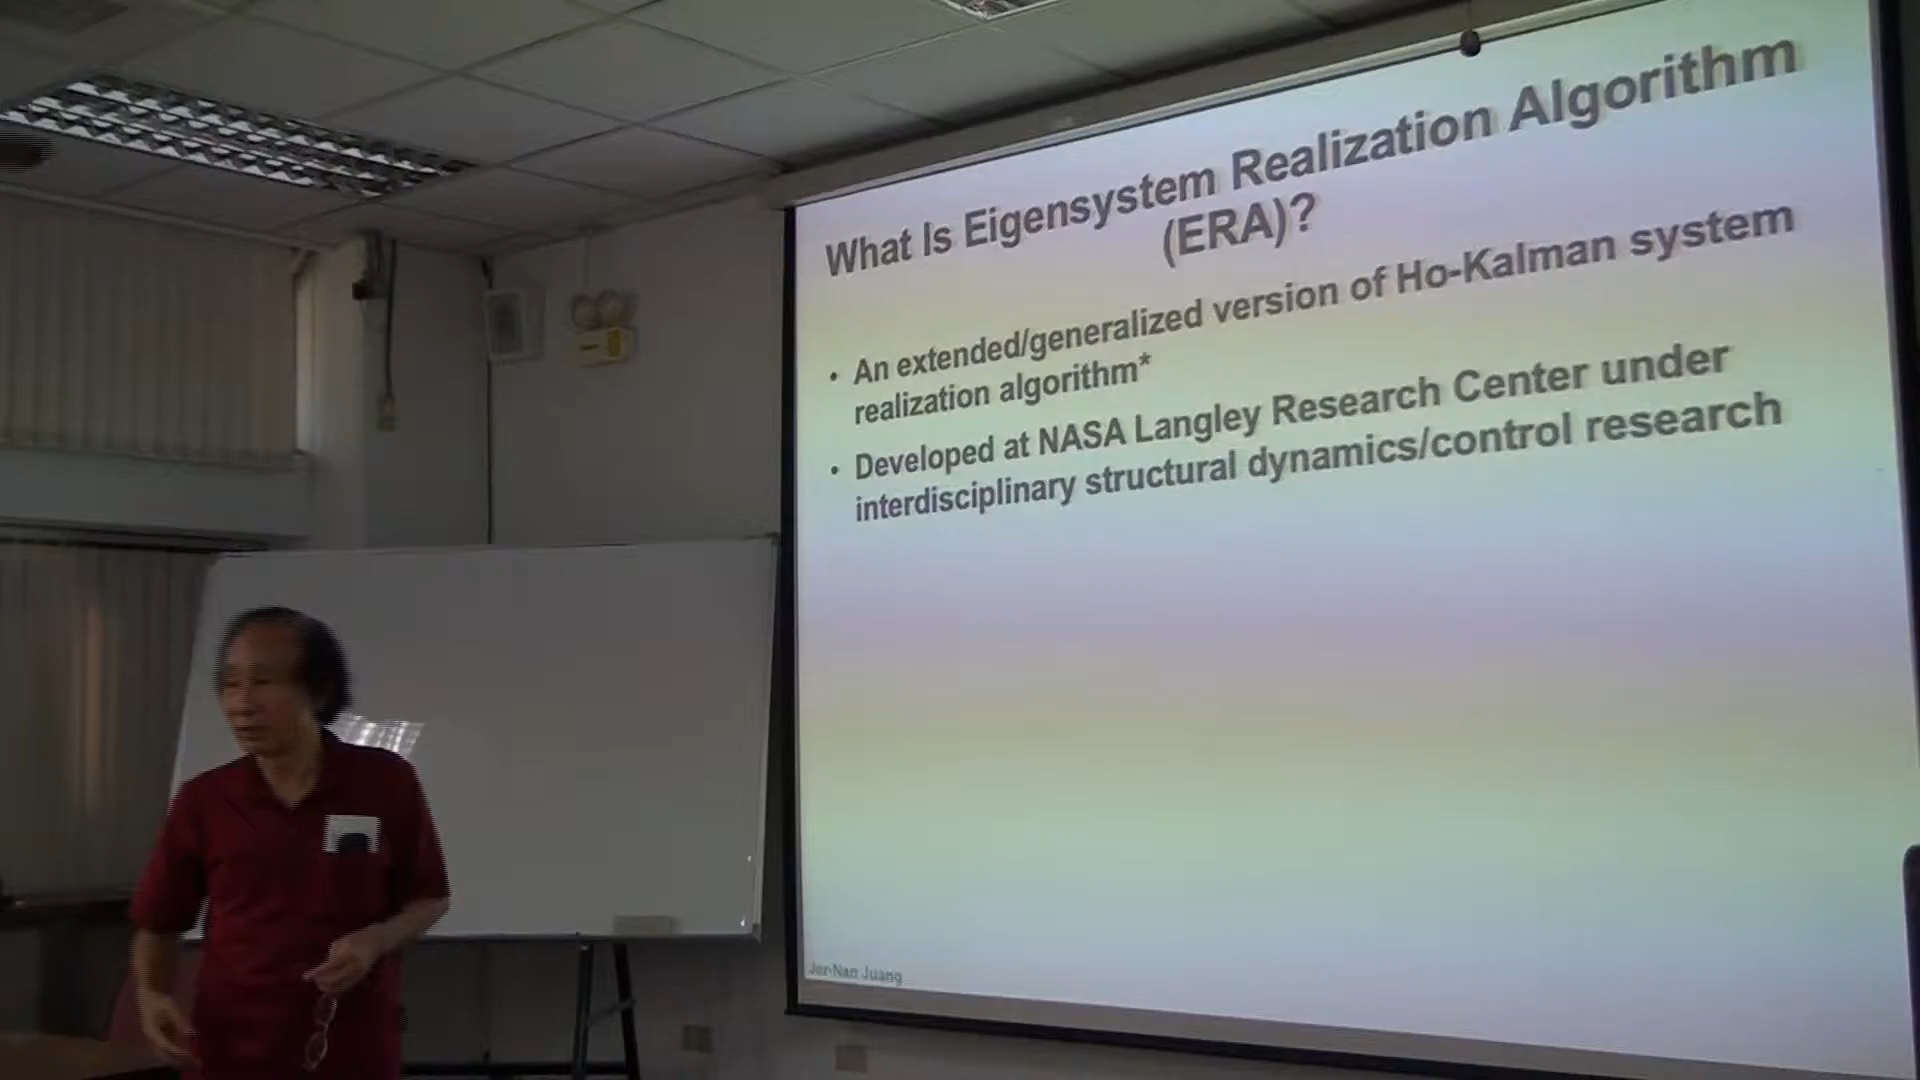 What Is Eigensystem Realization Algorithm
(ERA)?
• An extended/generalized version of Ho-Kalman system
realization algorithm*
• Developed at NASA Langley Research Center under
interdisciplinary structural dynamics/control research
Jer-Nan Juang